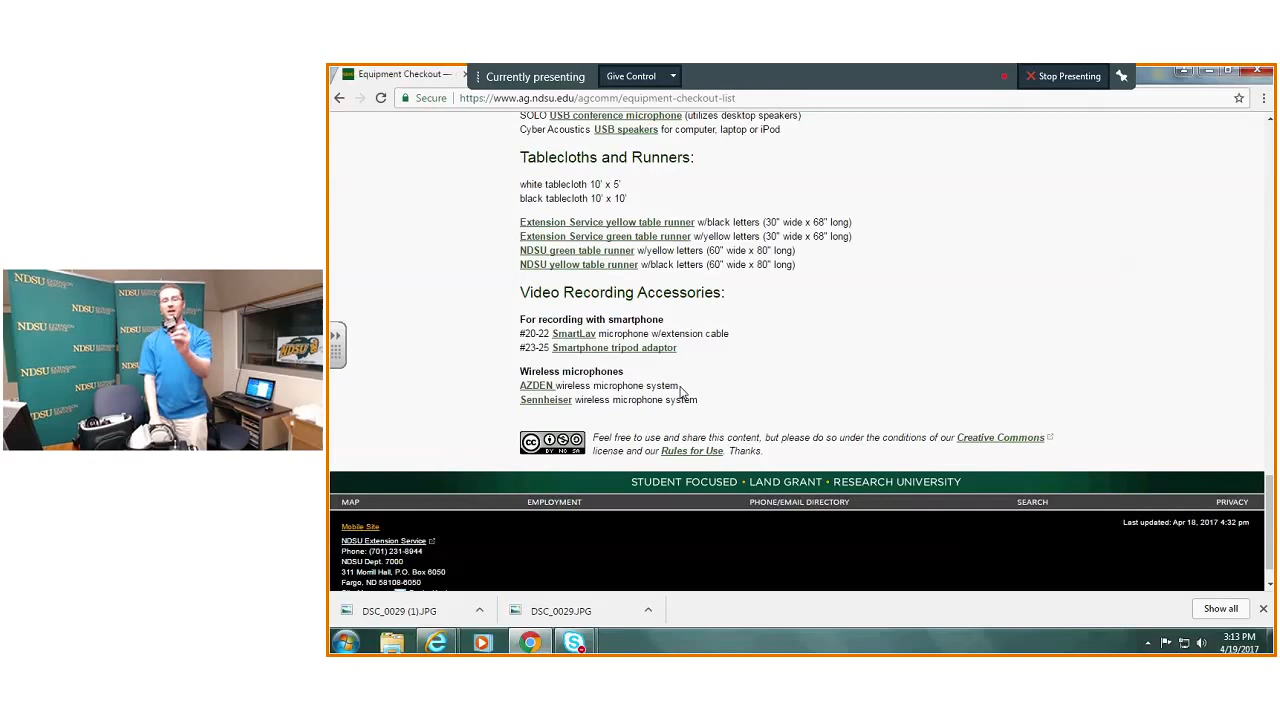 Equipment Checkout —
Currently presenting
Give Control
Stop Presenting
Secure
https://www.ag.ndsu.edu/agcomm/equipment-checkout-list
SOLO USB conference microphone (utilizes desktop speakers)
Cyber Acoustics USB speakers for computer, laptop or iPod
Tablecloths and Runners:
white tablecloth 10' x 5'
black tablecloth 10' x 10'
Extension Service yellow table runner w/black letters (30" wide x 68" long)
Extension Service green table runner w/yellow letters (30" wide x 68" long)
NDSU green table runner w/yellow letters (60" wide x 80" long)
NDSU yellow table runner w/black letters (60" wide x 80" long)
Video Recording Accessories:
For recording with smartphone
#20-22 SmartLav microphone w/extension cable
#23-25 Smartphone tripod adaptor
Wireless microphones
AZDEN wireless microphone system
Sennheiser wireless microphone system
Feel free to use and share this content, but please do so under the conditions of our Creative Commons
license and our Rules for Use. Thanks.
STUDENT FOCUSED • LAND GRANT • RESEARCH UNIVERSITY
MAP EMPLOYMENT PHONE/EMAIL DIRECTORY SEARCH PRIVACY
Mobile Site
Last updated: Apr 18, 2017 4:32 pm
NDSU Extension Service
Phone: (701) 231-8944
NDSU Dept. 7000
311 Morrill Hall, P.O. Box 6050
Fargo, ND 58108-6050
DSC_0029 (1).JPG
DSC_0029.JPG
Show all
3:13 PM
4/19/2017
NDSU EXTENSION
NDSU